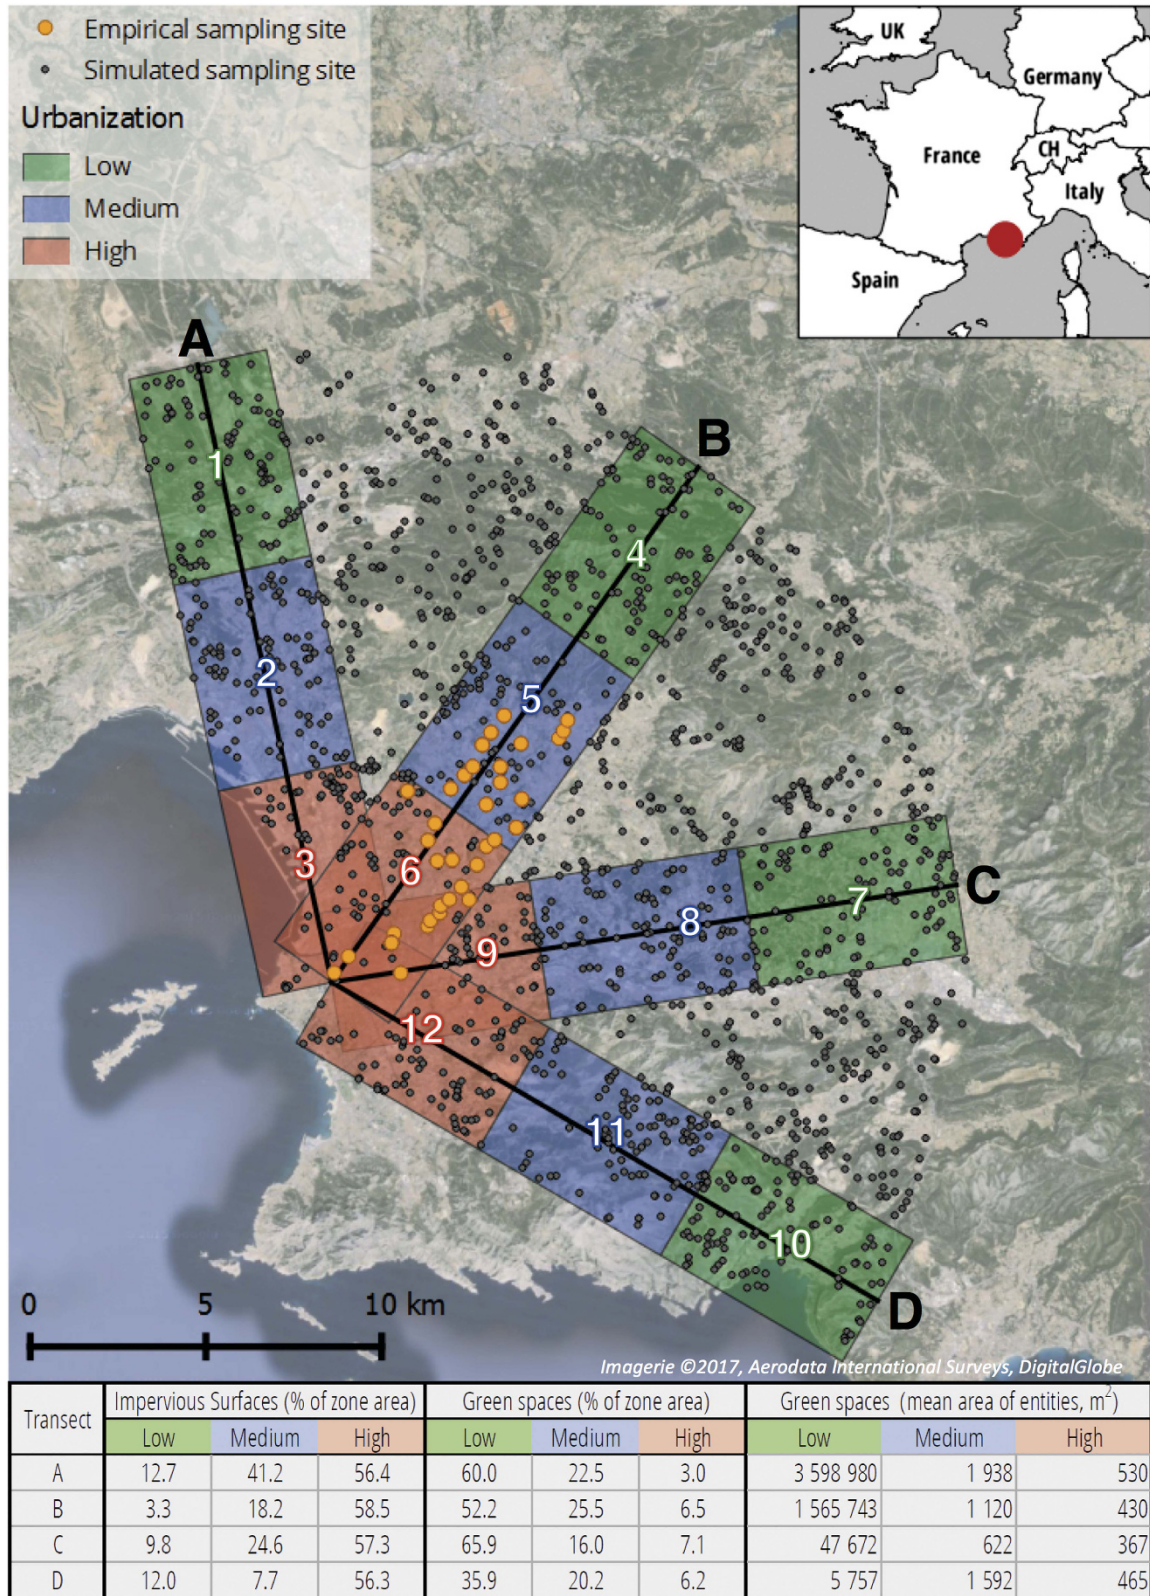 Empirical sampling site
Simulated sampling site
Urbanization
Low
Medium
High
UK
Germany
France
CH
Italy
Spain
A
B
C
D
1
2
3
4
5
6
7
8
9
10
11
12
0 5 10 km
Imagerie ©2017, Aerodata International Surveys, DigitalGlobe
Transect Impervious Surfaces (% of zone area) Green spaces (% of zone area) Green spaces (mean area of entities, m²)
Low Medium High Low Medium High Low Medium High
A 12.7 41.2 56.4 60.0 22.5 3.0 3 598 980 1 938 530
B 3.3 18.2 58.5 52.2 25.5 6.5 1 565 743 1 120 430
C 9.8 24.6 57.3 65.9 16.0 7.1 47 672 622 367
D 12.0 7.7 56.3 35.9 20.2 6.2 5 757 1 592 465